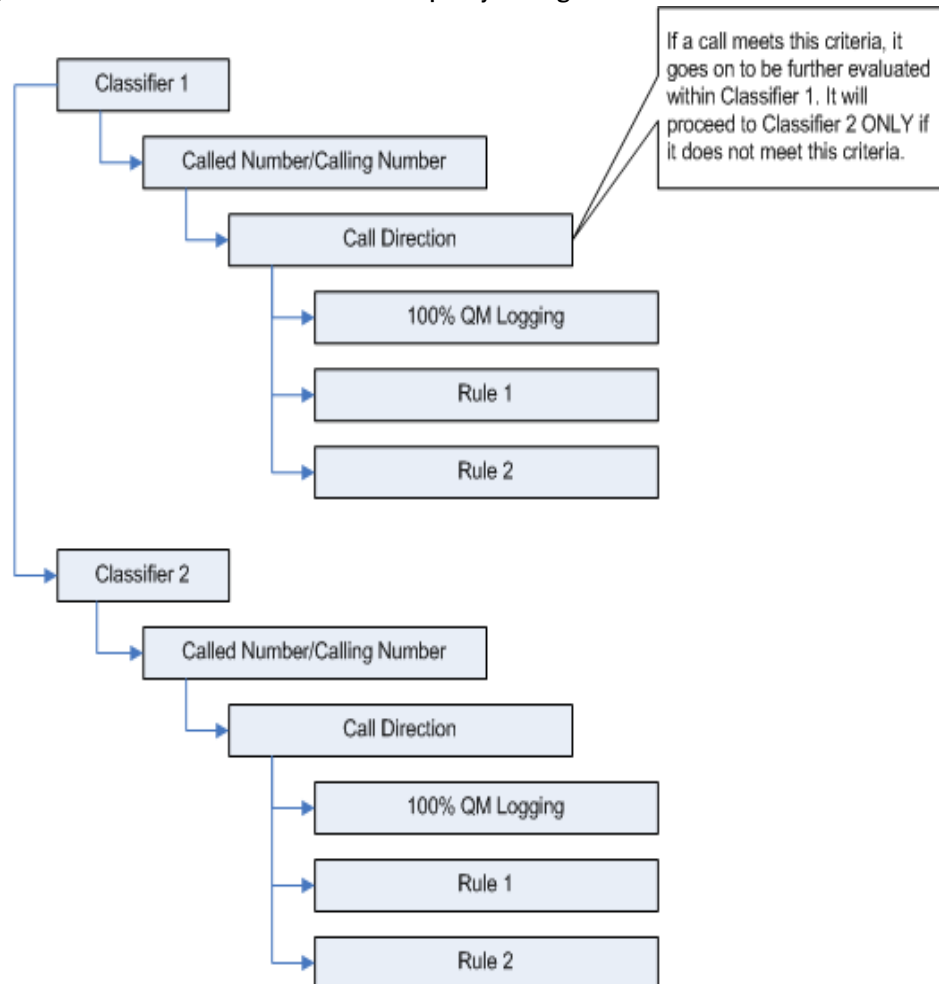 If a call meets this criteria, it
goes on to be further evaluated
within Classifier 1. It will
proceed to Classifier 2 ONLY if
it does not meet this criteria.
Classifier 1
Called Number/Calling Number
Call Direction
100% QM Logging
Rule 1
Rule 2
Classifier 2
Called Number/Calling Number
Call Direction
100% QM Logging
Rule 1
Rule 2